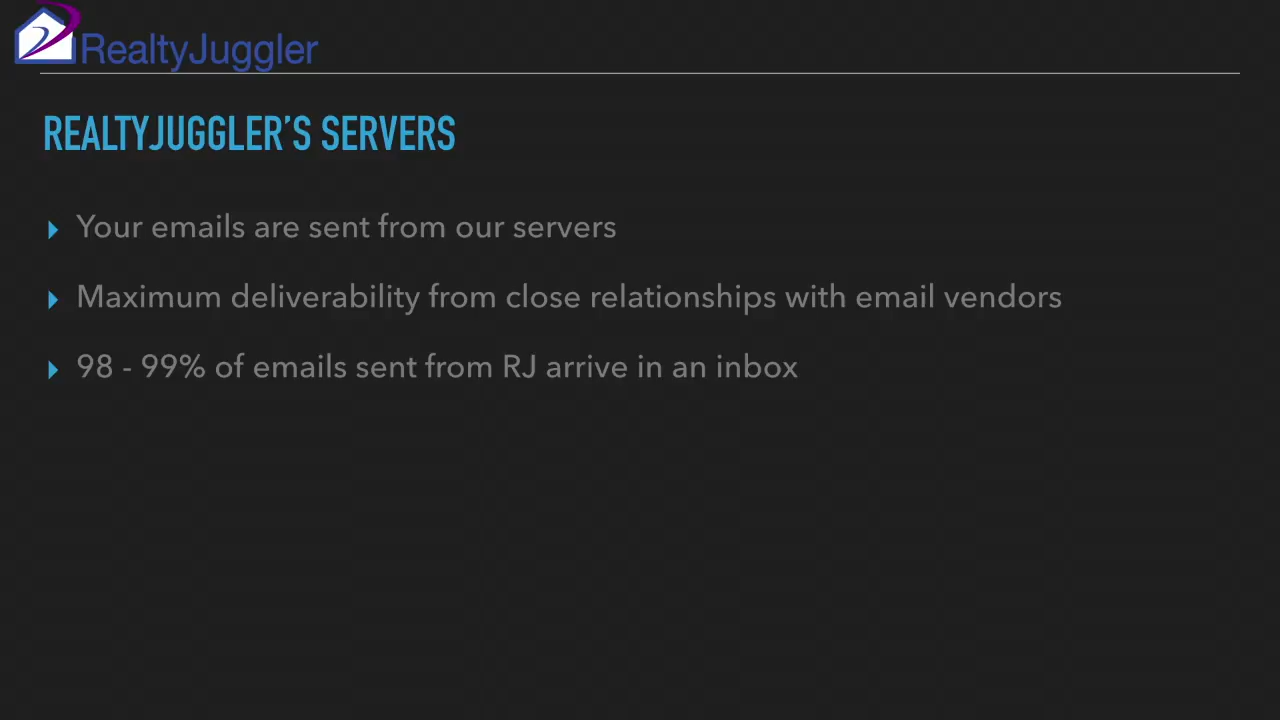 RealtyJuggler
REALTYJUGGLER’S SERVERS
Your emails are sent from our servers
Maximum deliverability from close relationships with email vendors
98 - 99% of emails sent from RJ arrive in an inbox